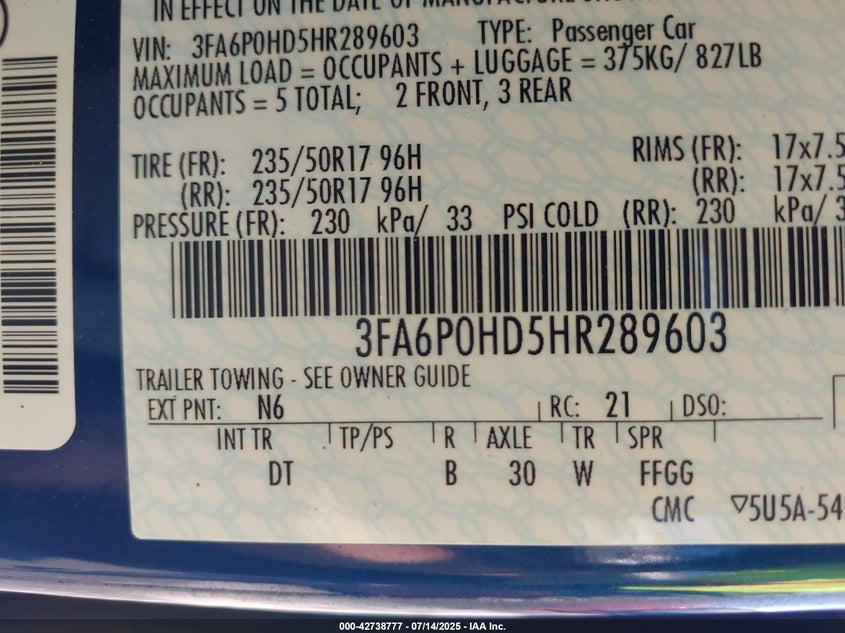 IN EFFECT ON THE DATE OF MANUFACTURE
VIN: 3FA6P0HD5HR289603 TYPE: Passenger Car
MAXIMUM LOAD = OCCUPANTS + LUGGAGE = 375KG/ 827LB
OCCUPANTS = 5 TOTAL; 2 FRONT, 3 REAR
TIRE (FR): 235/50R17 96H RIMS (FR): 17x7.5
(RR): 235/50R17 96H (RR): 17x7.5
PRESSURE (FR): 230 kPa/ 33 PSI COLD (RR): 230 kPa/ 3
3FA6P0HD5HR289603
TRAILER TOWING - SEE OWNER GUIDE
EXT PNT: N6 RC: 21 DSO:
INT TR TP/PS R AXLE TR SPR
DT B 30 W FFGG
CMC ▽5U5A-54
000-42738777 - 07/14/2025 - IAA Inc.